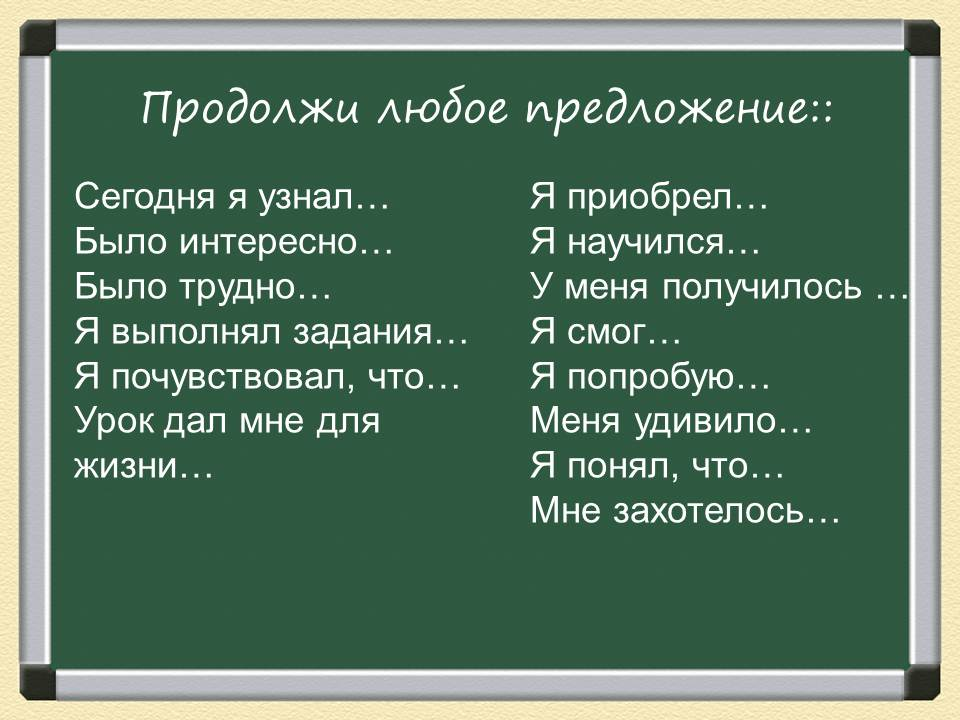 Продолжи любое предложение::
Сегодня я узнал…
Было интересно…
Было трудно…
Я выполнял задания…
Я почувствовал, что…
Урок дал мне для
жизни…
Я приобрел…
Я научился…
У меня получилось …
Я смог…
Я попробую…
Меня удивило…
Я понял, что…
Мне захотелось…